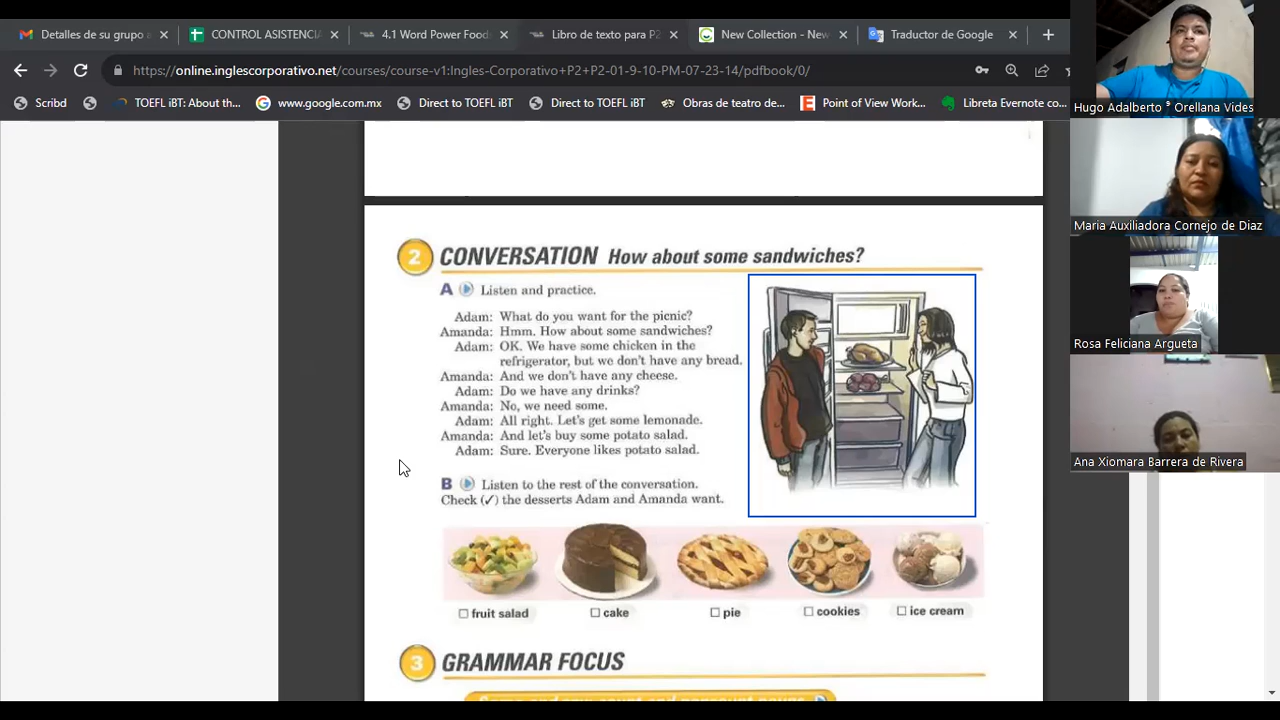 Detalles de su grupo a
CONTROL ASISTENCIA
4.1 Word Power Food
Libro de texto para P2
New Collection - New
Traductor de Google
https://online.inglescorporativo.net/courses/course-v1:Ingles-Corporativo+P2+P2-01-9-10-PM-07-23-14/pdfbook/0/
Scribd
TOEFL iBT: About th...
www.google.com.mx
Direct to TOEFL iBT
Direct to TOEFL iBT
Obras de teatro de...
Point of View Work...
Libreta Evernote co...
2 CONVERSATION How about some sandwiches?
A Listen and practice.
Adam: What do you want for the picnic?
Amanda: Hmm. How about some sandwiches?
Adam: OK. We have some chicken in the
refrigerator, but we don't have any bread.
Amanda: And we don't have any cheese.
Adam: Do we have any drinks?
Amanda: No, we need some.
Adam: All right. Let's get some lemonade.
Amanda: And let's buy some potato salad.
Adam: Sure. Everyone likes potato salad.
B Listen to the rest of the conversation.
Check (✓) the desserts Adam and Amanda want.
fruit salad
cake
pie
cookies
ice cream
3 GRAMMAR FOCUS
Hugo Adalberto ° Orellana Vides
Maria Auxiliadora Cornejo de Diaz
Rosa Feliciana Argueta
Ana Xiomara Barrera de Rivera